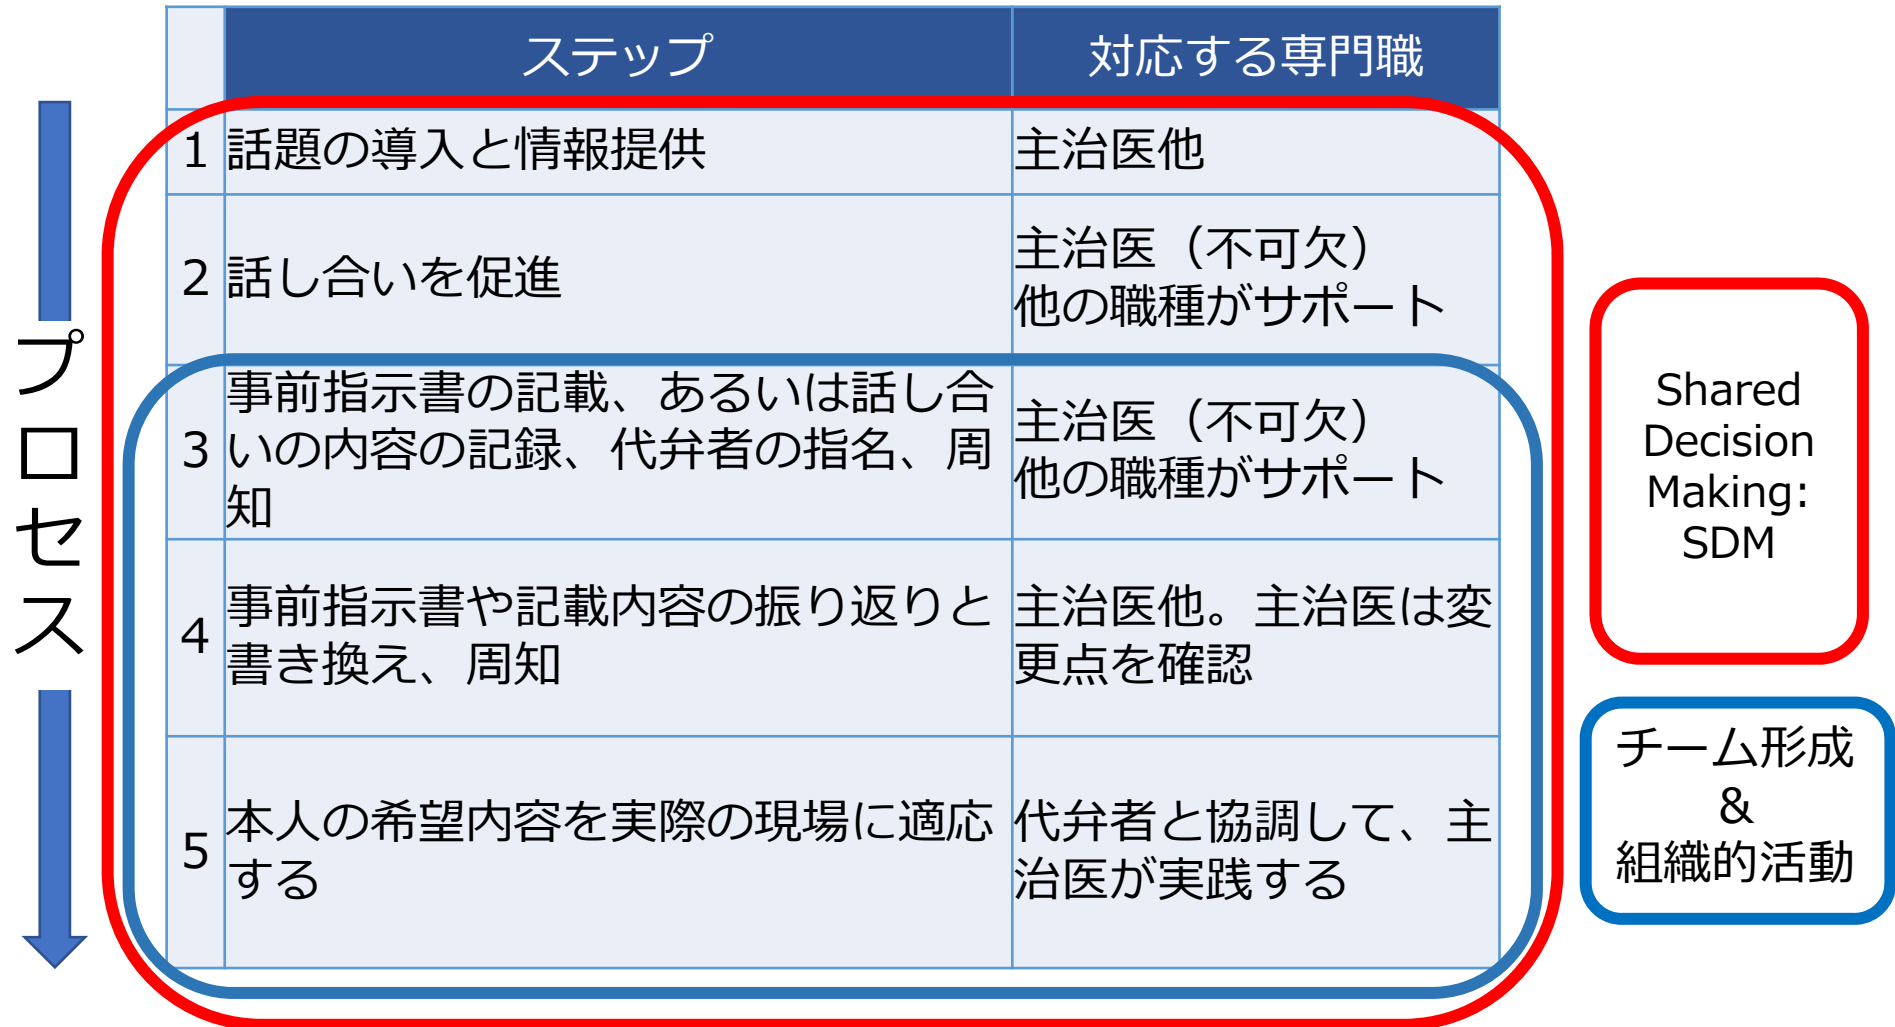 ステップ
対応する専門職
1
話題の導入と情報提供
主治医他
2
話し合いを促進
主治医（不可欠）
他の職種がサポート
3
事前指示書の記載、あるいは話し合
いの内容の記録、代弁者の指名、周
知
主治医（不可欠）
他の職種がサポート
4
事前指示書や記載内容の振り返りと
書き換え、周知
主治医他。主治医は変
更点を確認
5
本人の希望内容を実際の現場に適応
する
代弁者と協調して、主
治医が実践する
プロセス
Shared
Decision
Making:
SDM
チーム形成
&
組織的活動